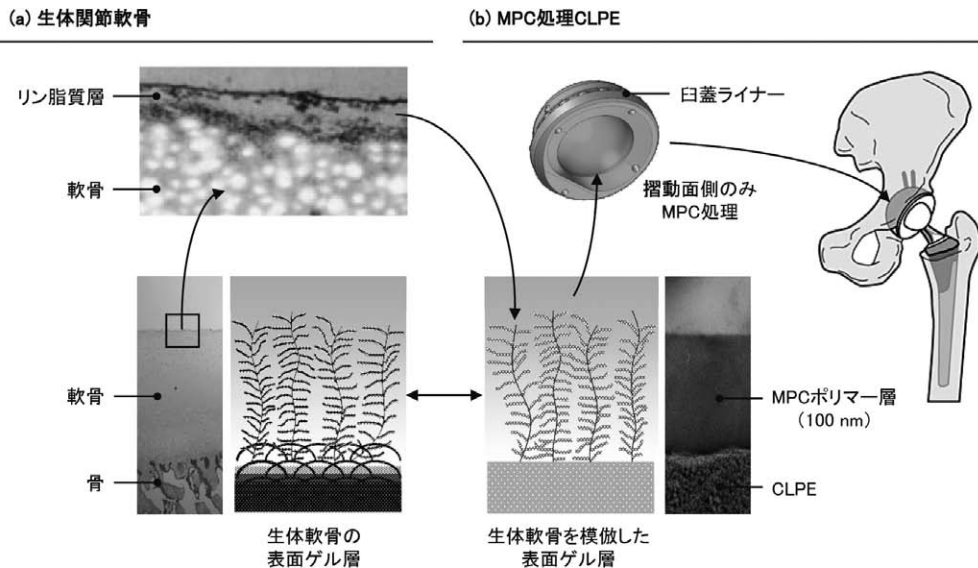 (a) 生体関節軟骨
(b) MPC処理CLPE
リン脂質層
軟骨
臼蓋ライナー
摺動面側のみ
MPC処理
軟骨
骨
MPCポリマー層
(100 nm)
CLPE
生体軟骨の
表面ゲル層
生体軟骨を模倣した
表面ゲル層